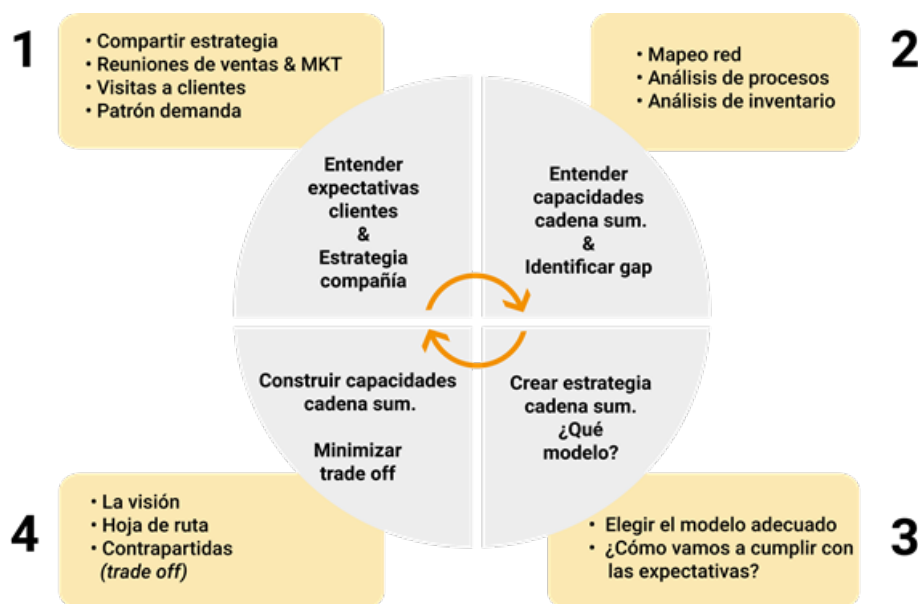 1
• Compartir estrategia
• Reuniones de ventas & MKT
• Visitas a clientes
• Patrón demanda
Entender
expectativas
clientes
&
Estrategia
compañía
2
• Mapeo red
• Análisis de procesos
• Análisis de inventario
Entender
capacidades
cadena sum.
&
Identificar gap
3
• Elegir el modelo adecuado
• ¿Cómo vamos a cumplir con
las expectativas?
Crear estrategia
cadena sum.
¿Qué
modelo?
4
• La visión
• Hoja de ruta
• Contrapartidas
(trade off)
Construir capacidades
cadena sum.
Minimizar
trade off